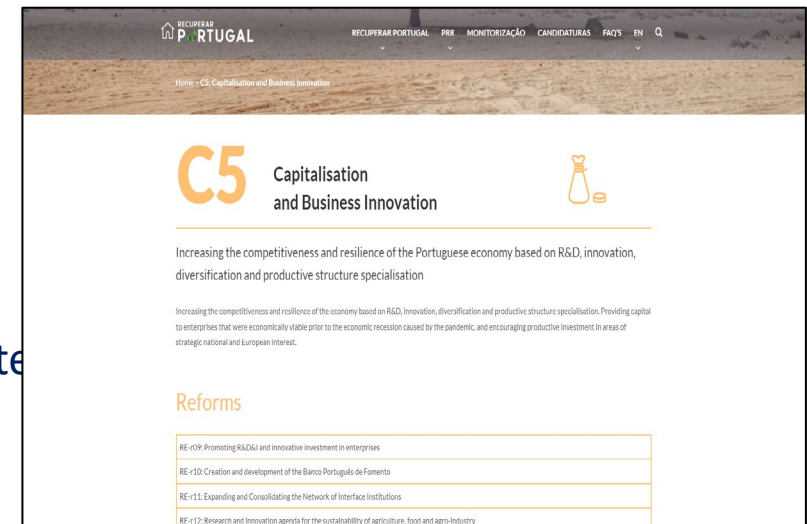 RECUPERAR
PORTUGAL
RECUPERAR PORTUGAL PRR MONITORIZAÇÃO CANDIDATURAS FAQ'S EN
Home > C5: Capitalisation and Business Innovation
C5
Capitalisation
and Business Innovation
Increasing the competitiveness and resilience of the Portuguese economy based on R&D, innovation,
diversification and productive structure specialisation
Increasing the competitiveness and resilience of the economy based on R&D, innovation, diversification and productive structure specialisation. Providing capital
to enterprises that were economically viable prior to the economic recession caused by the pandemic, and encouraging productive investment in areas of
strategic national and European interest.
te
Reforms
RE-r09: Promoting R&D&I and innovative investment in enterprises
RE-r10: Creation and development of the Banco Português de Fomento
RE-r11: Expanding and Consolidating the Network of Interface Institutions
RE-r12: Research and innovation agenda for the sustainability of agriculture, food and agro-industry